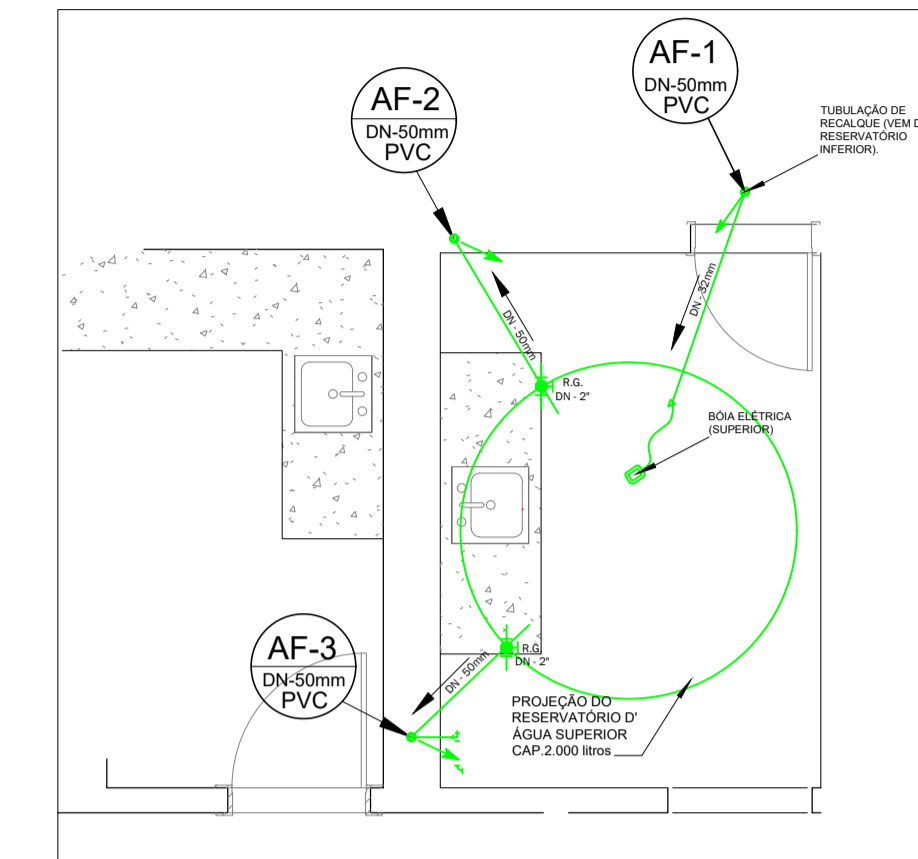 AF-1
DN-50mm
PVC
AF-2
DN-50mm
PVC
TUBULAÇÃO DE
RECALQUE (VEM D
RESERVATÓRIO
INFERIOR).
DN - 32mm
DN - 50mm
R.G.
DN - 2"
BÓIA ELÉTRICA
(SUPERIOR)
AF-3
DN-50mm
PVC
DN - 50mm
R.G.
DN - 2"
PROJEÇÃO DO
RESERVATÓRIO D'
ÁGUA SUPERIOR
CAP.2.000 litros